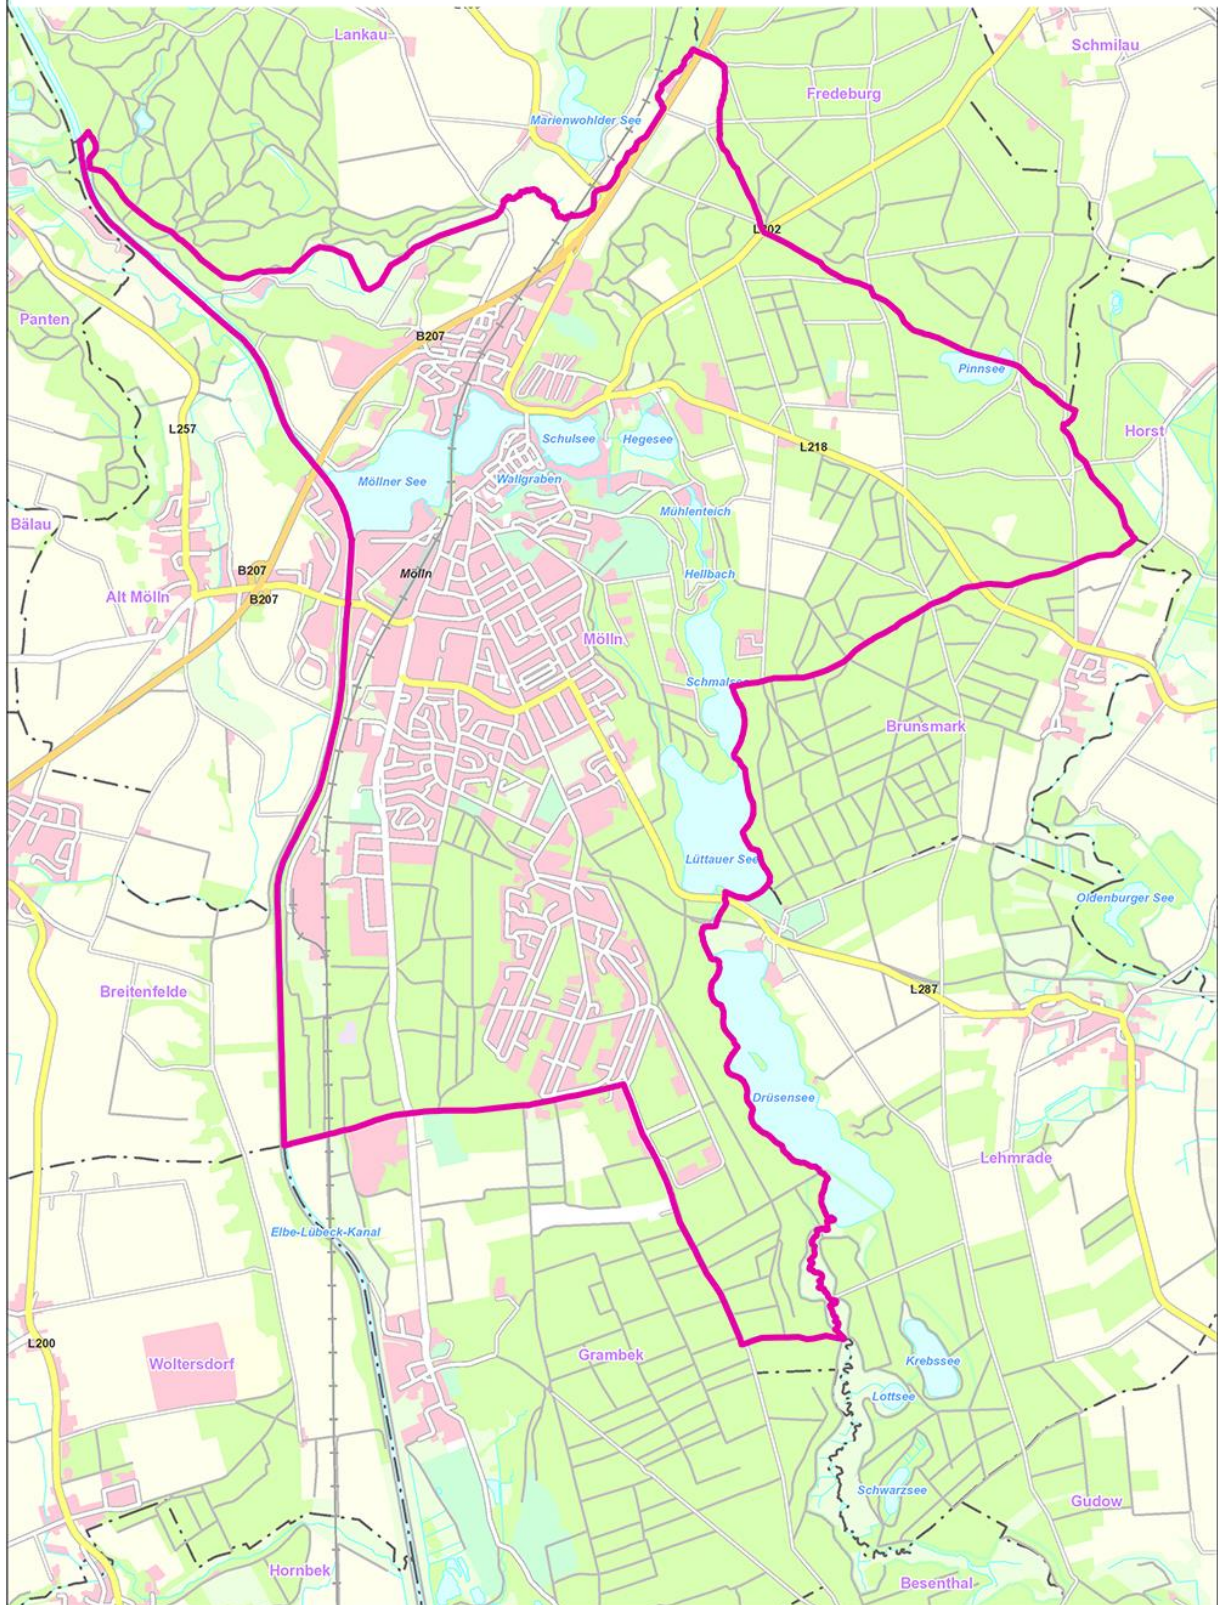 Lankau
Schmilau
Fredeburg
Marienwohlder See
L202
Panten
B207
Pinnsee
L257
Horst
Schulsee
Hegesee
L218
Möllner See
Wallgraben
Mühlenteich
Bälau
B207
Mölln
Hellbach
Alt Mölln
B207
Mölln
Schmalsee
Brunsmark
Lüttauer See
Oldenburger See
Breitenfelde
L287
Drüsensee
Lehmrade
Elbe-Lübeck-Kanal
L200
Woltersdorf
Grambek
Krebssee
Lottsee
Schwarzsee
Gudow
Hornbek
Besenthal